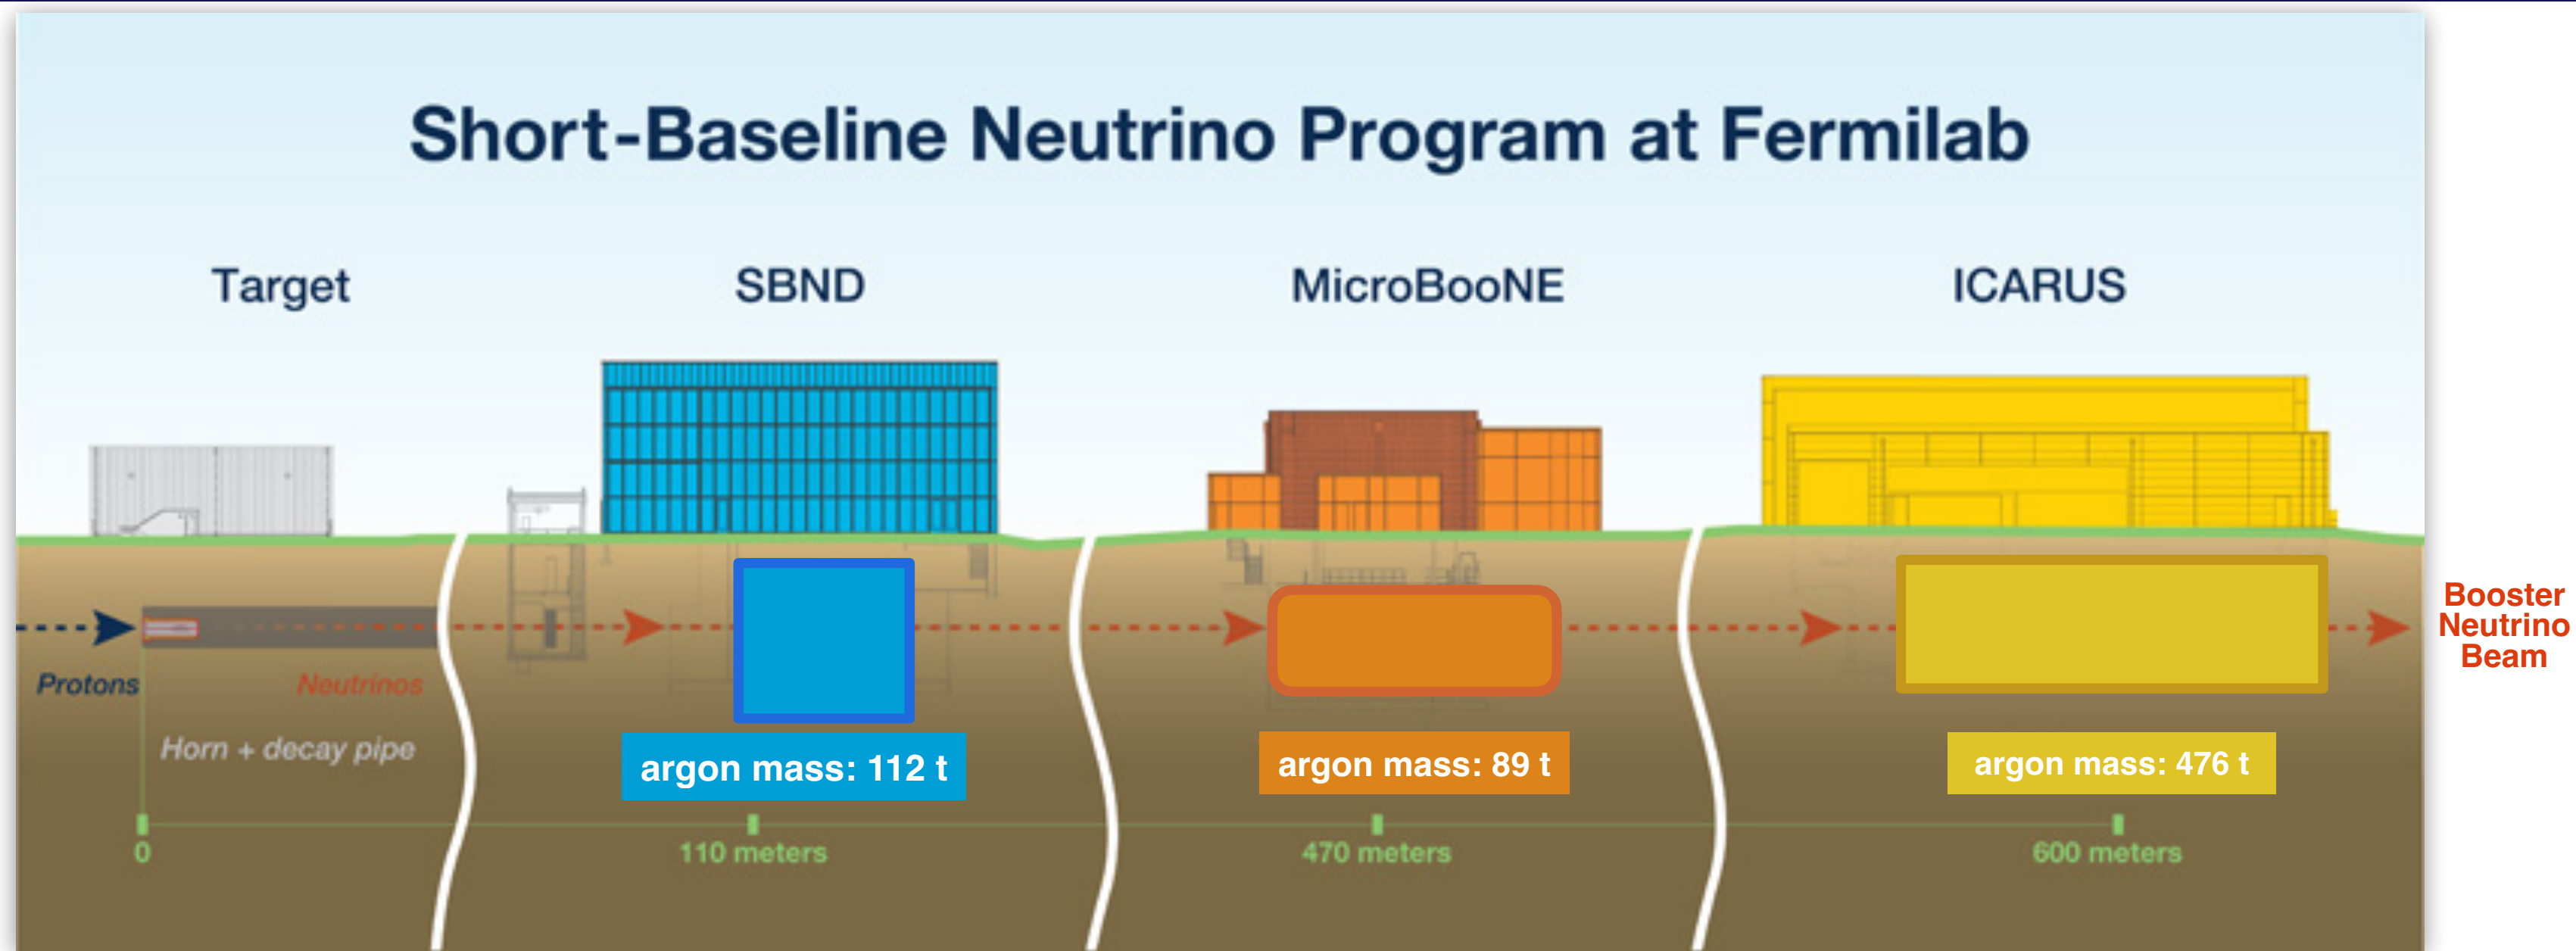 Short-Baseline Neutrino Program at Fermilab
Target
SBND
MicroBooNE
ICARUS
Protons
Neutrinos
Booster
Neutrino
Beam
Horn + decay pipe
argon mass: 112 t
argon mass: 89 t
argon mass: 476 t
0
110 meters
470 meters
600 meters